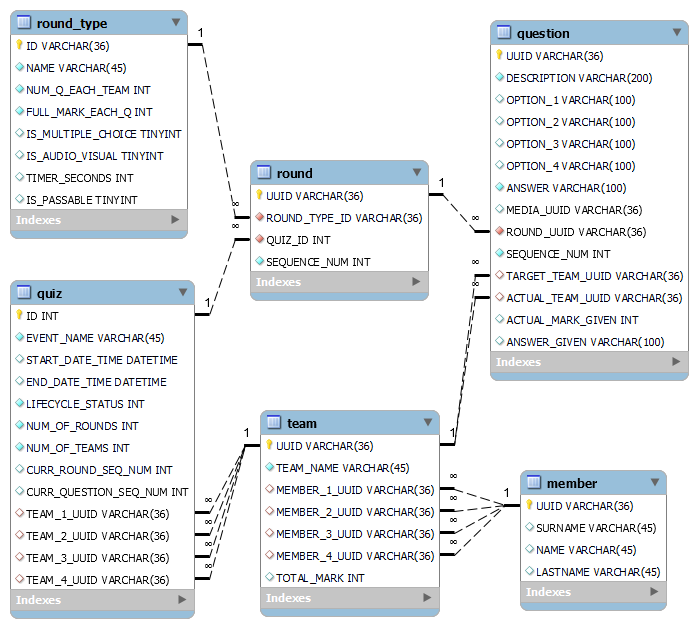 round_type
ID VARCHAR(36)
NAME VARCHAR(45)
NUM_Q_EACH_TEAM INT
FULL_MARK_EACH_Q INT
IS_MULTIPLE_CHOICE TINYINT
IS_AUDIO_VISUAL TINYINT
TIMER_SECONDS INT
IS_PASSABLE TINYINT
Indexes
1
∞
∞
1
round
UUID VARCHAR(36)
ROUND_TYPE_ID VARCHAR(36)
QUIZ_ID INT
SEQUENCE_NUM INT
Indexes
1
∞
question
UUID VARCHAR(36)
DESCRIPTION VARCHAR(200)
OPTION_1 VARCHAR(100)
OPTION_2 VARCHAR(100)
OPTION_3 VARCHAR(100)
OPTION_4 VARCHAR(100)
ANSWER VARCHAR(100)
MEDIA_UUID VARCHAR(36)
ROUND_UUID VARCHAR(36)
SEQUENCE_NUM INT
TARGET_TEAM_UUID VARCHAR(36)
ACTUAL_TEAM_UUID VARCHAR(36)
ACTUAL_MARK_GIVEN INT
ANSWER_GIVEN VARCHAR(100)
Indexes
∞
∞
1
quiz
ID INT
EVENT_NAME VARCHAR(45)
START_DATE_TIME DATETIME
END_DATE_TIME DATETIME
LIFECYCLE_STATUS INT
NUM_OF_ROUNDS INT
NUM_OF_TEAMS INT
CURR_ROUND_SEQ_NUM INT
CURR_QUESTION_SEQ_NUM INT
TEAM_1_UUID VARCHAR(36)
TEAM_2_UUID VARCHAR(36)
TEAM_3_UUID VARCHAR(36)
TEAM_4_UUID VARCHAR(36)
Indexes
1
∞
∞
∞
∞
team
UUID VARCHAR(36)
TEAM_NAME VARCHAR(45)
MEMBER_1_UUID VARCHAR(36)
MEMBER_2_UUID VARCHAR(36)
MEMBER_3_UUID VARCHAR(36)
MEMBER_4_UUID VARCHAR(36)
TOTAL_MARK INT
Indexes
∞
∞
∞
∞
1
member
UUID VARCHAR(36)
SURNAME VARCHAR(45)
NAME VARCHAR(45)
LASTNAME VARCHAR(45)
Indexes